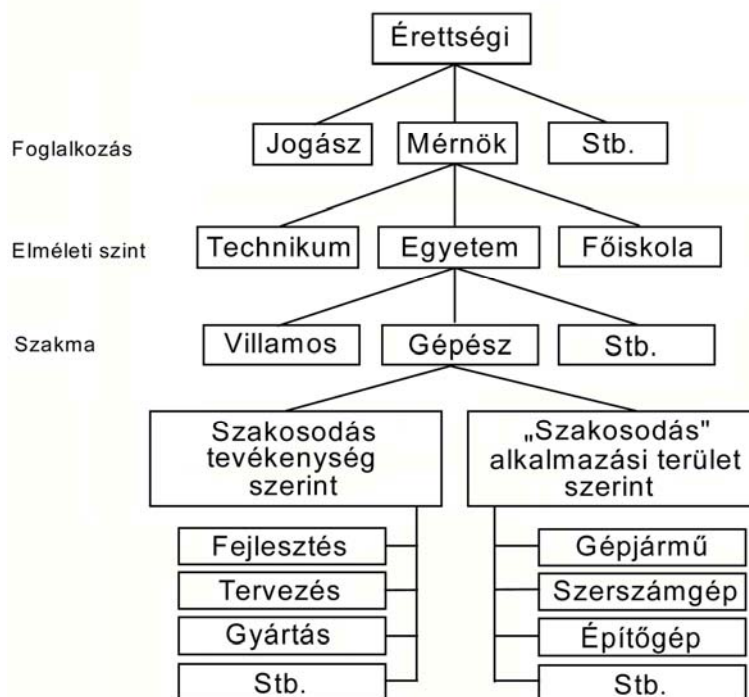 Érettségi
Foglalkozás
Jogász
Mérnök
Stb.
Elméleti szint
Technikum
Egyetem
Főiskola
Szakma
Villamos
Gépész
Stb.
Szakosodás
tevékenység
szerint
„Szakosodás"
alkalmazási terület
szerint
Fejlesztés
Tervezés
Gyártás
Stb.
Gépjármű
Szerszámgép
Építőgép
Stb.